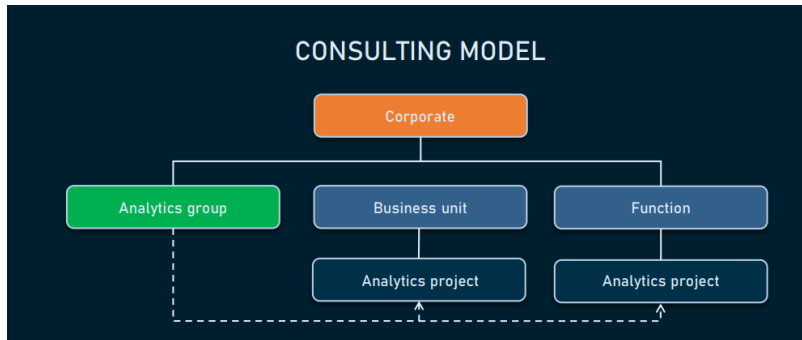 CONSULTING MODEL
Corporate
Analytics group
Business unit
Function
Analytics project
Analytics project